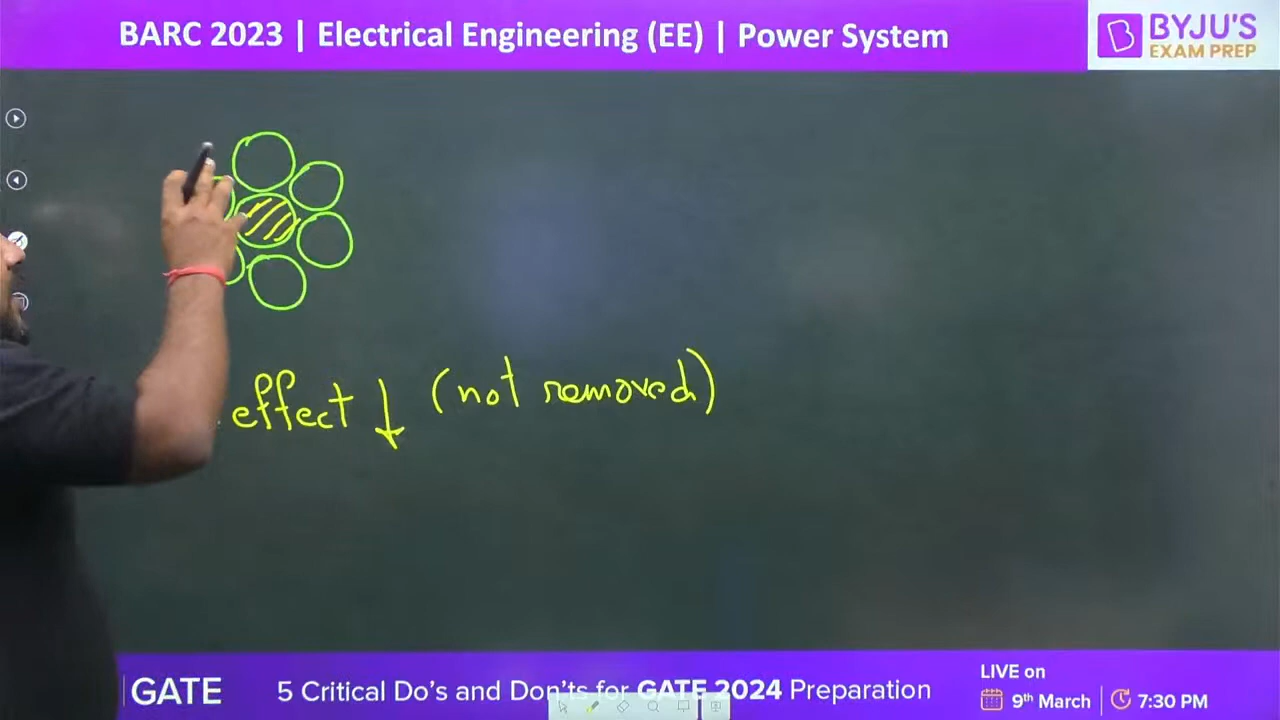 BARC 2023 | Electrical Engineering (EE) | Power System
BYJU'S
EXAM PREP
effect ↓ (not removed)
GATE
5 Critical Do's and Don'ts for GATE 2024 Preparation
LIVE on
9th March | 7:30 PM